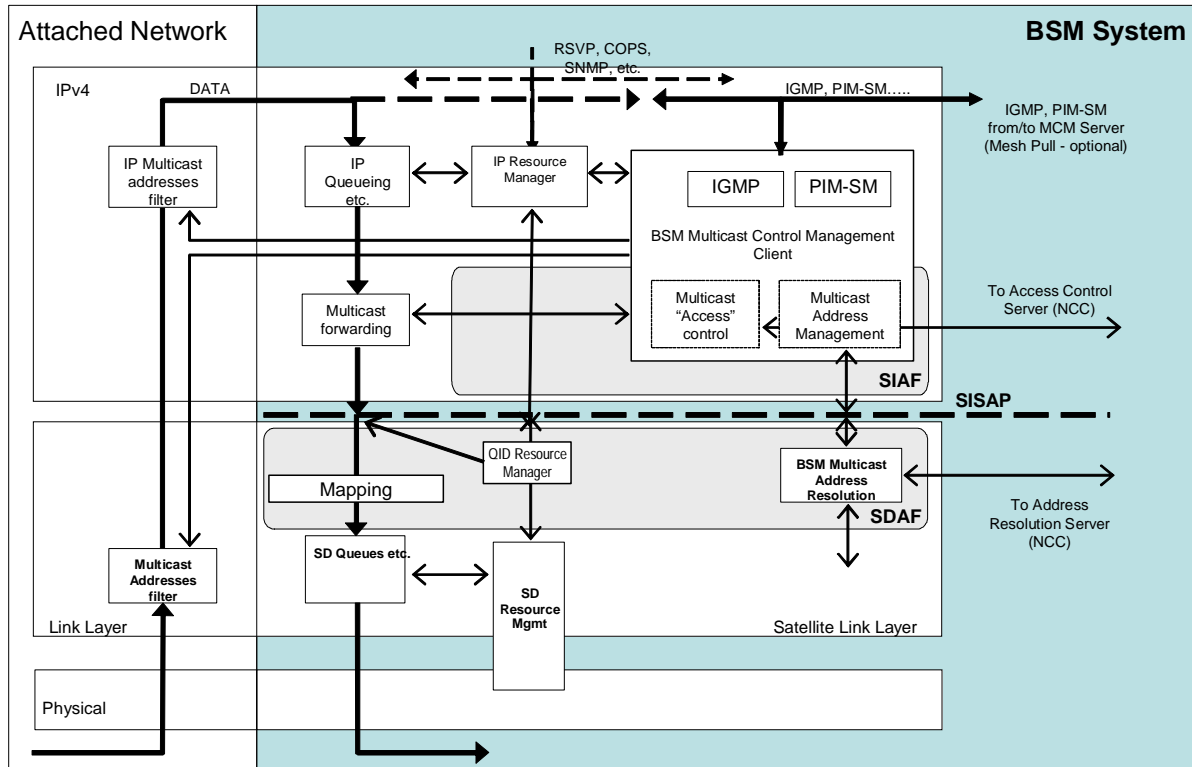 Attached Network
BSM System
RSVP, COPS,
SNMP, etc.
IPv4
DATA
IGMP, PIM-SM.....
IGMP, PIM-SM
from/to MCM Server
(Mesh Pull - optional)
IP Multicast
addresses
filter
IP
Queueing
etc.
IP Resource
Manager
IGMP
PIM-SM
BSM Multicast Control Management
Client
Multicast
forwarding
Multicast
“Access”
control
Multicast
Address
Management
To Access Control
Server (NCC)
SIAF
SISAP
QID Resource
Manager
Mapping
BSM Multicast
Address
Resolution
SDAF
To Address
Resolution Server
(NCC)
Multicast
Addresses
filter
SD Queues etc.
SD
Resource
Mgmt
Link Layer
Satellite Link Layer
Physical